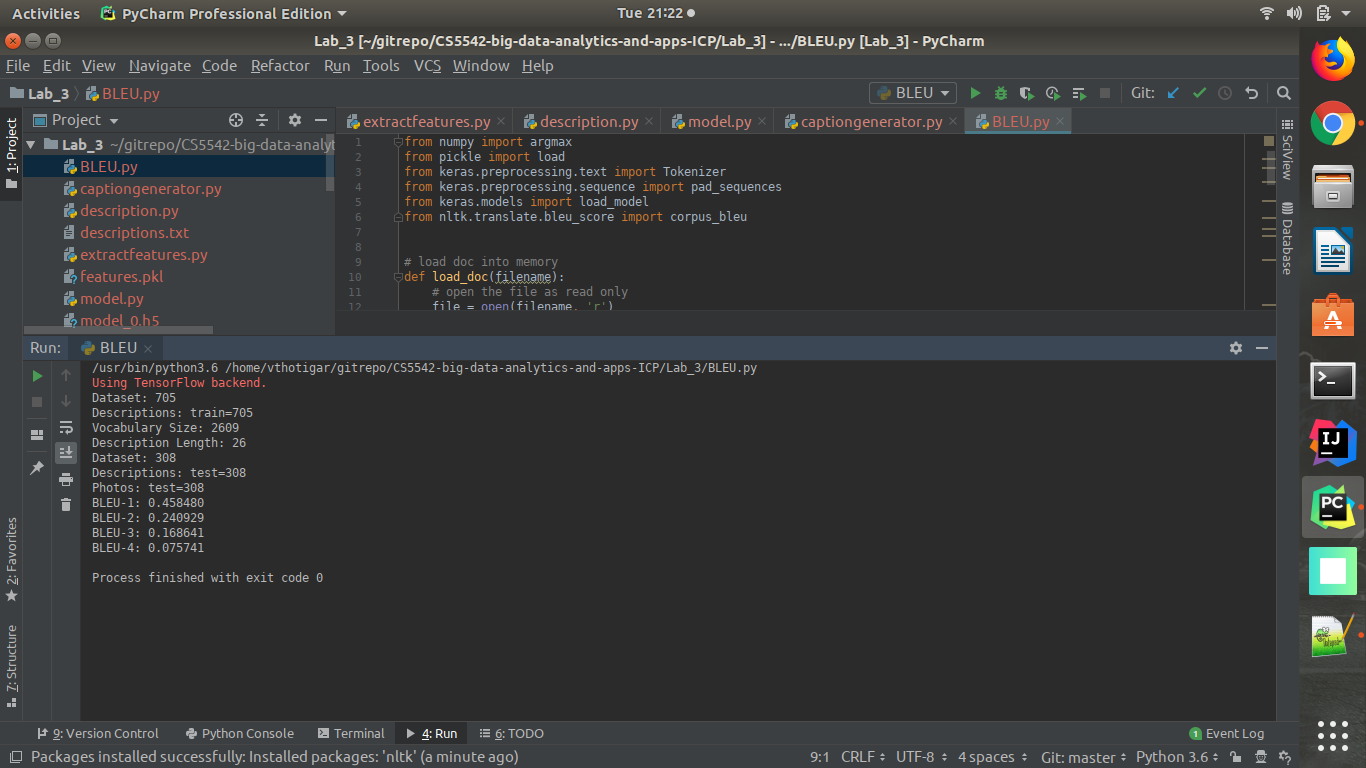 Activities PyCharm Professional Edition Tue 21:22
Lab_3 [~/gitrepo/CS5542-big-data-analytics-and-apps-ICP/Lab_3] - .../BLEU.py [Lab_3] - PyCharm
File Edit View Navigate Code Refactor Run Tools VCS Window Help
Lab_3 BLEU.py BLEU Git:
Project
extractfeatures.py description.py model.py captiongenerator.py BLEU.py
1: Project
Lab_3 ~/gitrepo/CS5542-big-data-analyt
BLEU.py
captiongenerator.py
description.py
descriptions.txt
extractfeatures.py
features.pkl
model.py
model_0.h5
1 from numpy import argmax
2 from pickle import load
3 from keras.preprocessing.text import Tokenizer
4 from keras.preprocessing.sequence import pad_sequences
5 from keras.models import load_model
6 from nltk.translate.bleu_score import corpus_bleu
7
8
9 # load doc into memory
10 def load_doc(filename):
11 # open the file as read only
12 file = open(filename, 'r')
SciView
Database
Run: BLEU
/usr/bin/python3.6 /home/vthotigar/gitrepo/CS5542-big-data-analytics-and-apps-ICP/Lab_3/BLEU.py
Using TensorFlow backend.
Dataset: 705
Descriptions: train=705
Vocabulary Size: 2609
Description Length: 26
Dataset: 308
Descriptions: test=308
Photos: test=308
BLEU-1: 0.458480
BLEU-2: 0.240929
BLEU-3: 0.168641
BLEU-4: 0.075741
Process finished with exit code 0
2: Favorites
7: Structure
IJ
PC
9: Version Control Python Console Terminal 4: Run 6: TODO 1 Event Log
Packages installed successfully: Installed packages: 'nltk' (a minute ago) 9:1 CRLF UTF-8 4 spaces Git: master Python 3.6